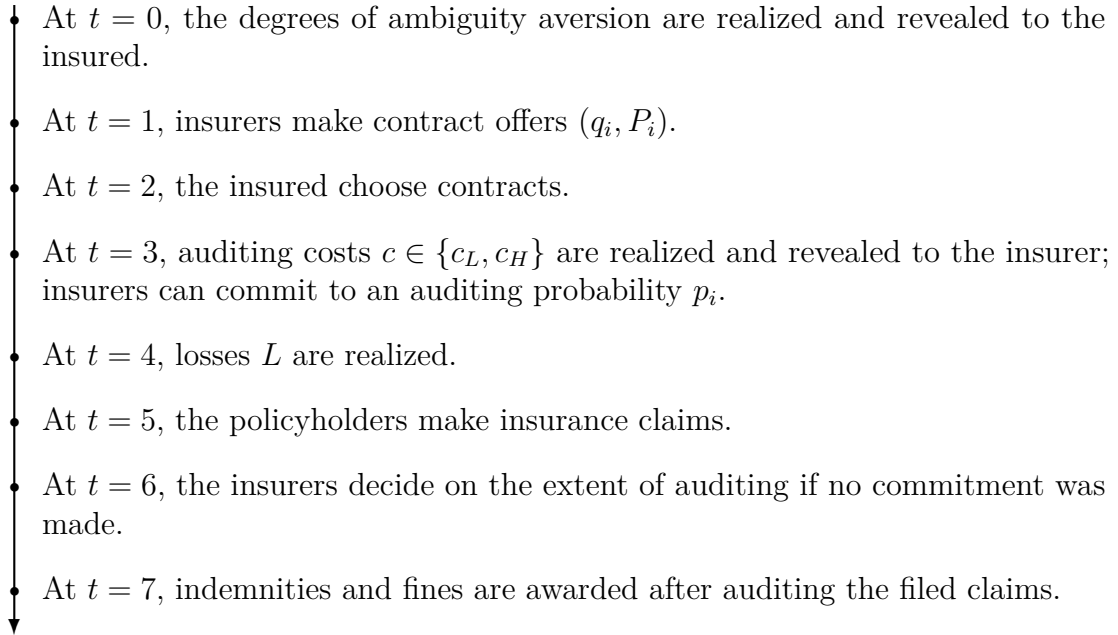 At t = 0, the degrees of ambiguity aversion are realized and revealed to the
insured.
At t = 1, insurers make contract offers (qᵢ, Pᵢ).
At t = 2, the insured choose contracts.
At t = 3, auditing costs c ∈ {c_L, c_H} are realized and revealed to the insurer;
insurers can commit to an auditing probability pᵢ.
At t = 4, losses L are realized.
At t = 5, the policyholders make insurance claims.
At t = 6, the insurers decide on the extent of auditing if no commitment was
made.
At t = 7, indemnities and fines are awarded after auditing the filed claims.